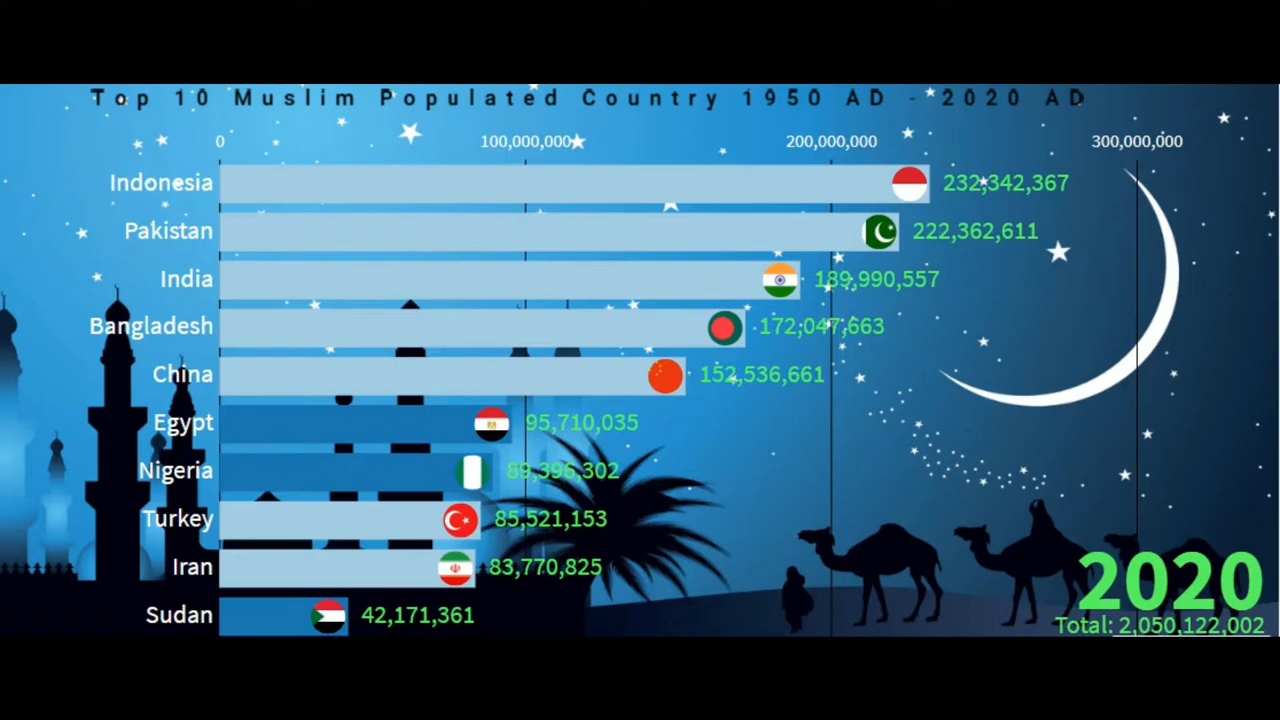 Top 10 Muslim Populated Country 1950 AD - 2020 AD
0 100,000,000 200,000,000 300,000,000
Indonesia 232,342,367
Pakistan 222,362,611
India 189,990,557
Bangladesh 172,047,663
China 152,536,661
Egypt 95,710,035
Nigeria 89,396,302
Turkey 85,521,153
Iran 83,770,825
Sudan 42,171,361
2020
Total: 2,050,122,002